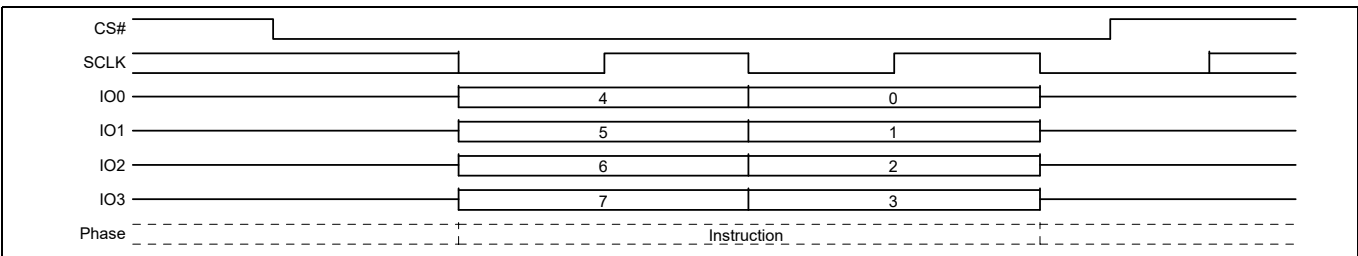 CS#
SCLK
IO0 4 0
IO1 5 1
IO2 6 2
IO3 7 3
Phase Instruction